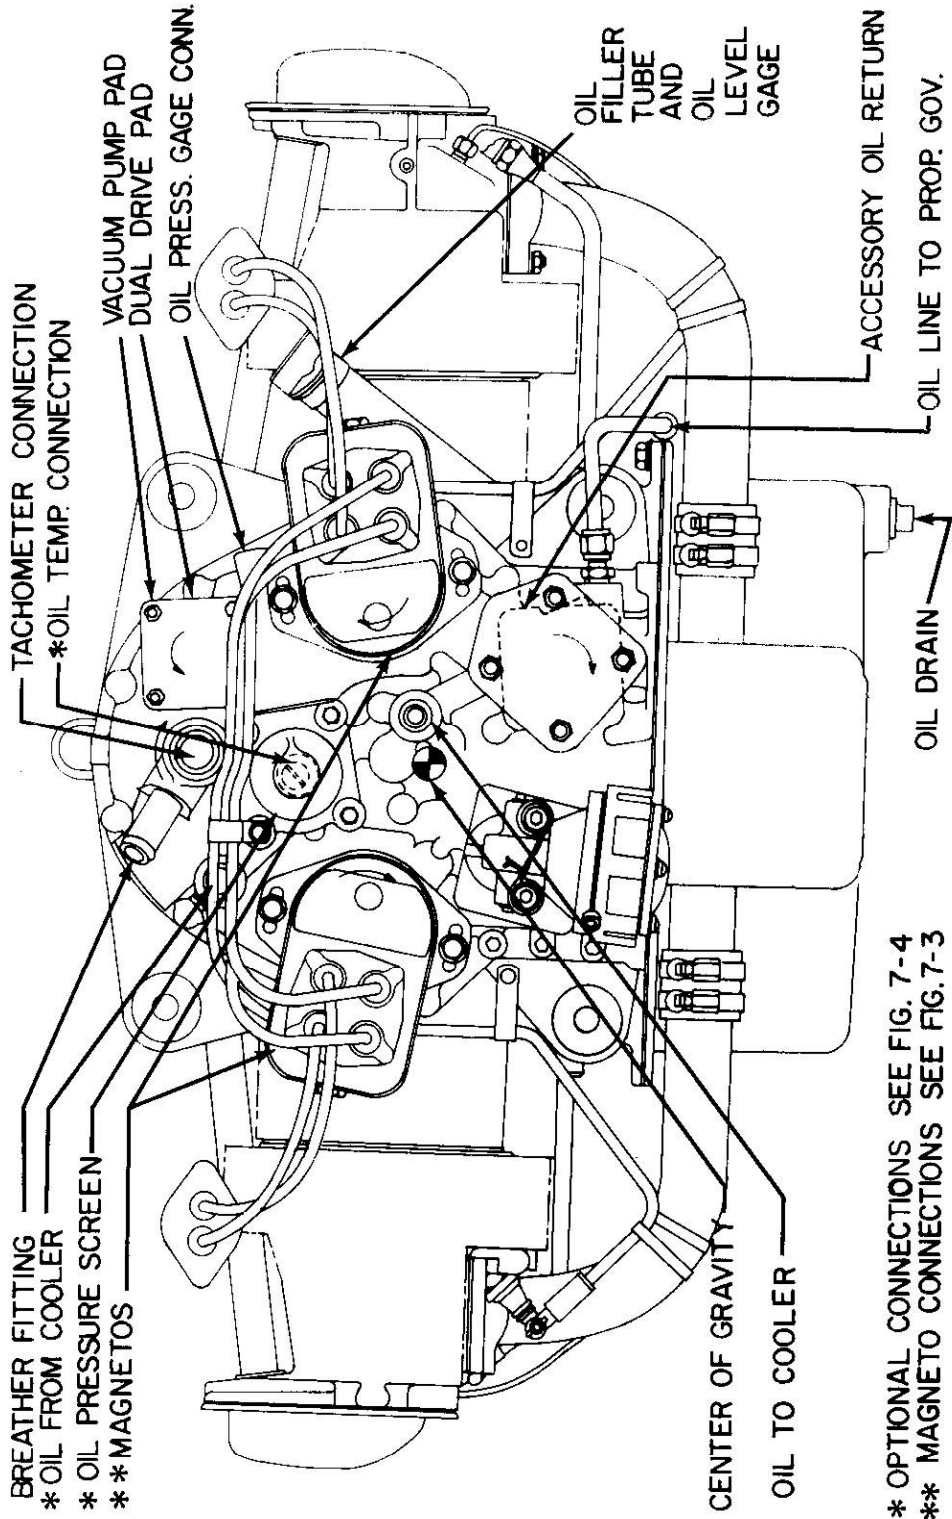 BREATHER FITTING
* OIL FROM COOLER
* OIL PRESSURE SCREEN
**MAGNETOS
TACHOMETER CONNECTION
*OIL TEMP. CONNECTION
VACUUM PUMP PAD
DUAL DRIVE PAD
OIL PRESS. GAGE CONN.
OIL
FILLER
TUBE
AND
OIL
LEVEL
GAGE
ACCESSORY OIL RETURN
OIL LINE TO PROP. GOV.
OIL DRAIN
CENTER OF GRAVITY
OIL TO COOLER
* OPTIONAL CONNECTIONS SEE FIG. 7-4
** MAGNETO CONNECTIONS SEE FIG.7-3